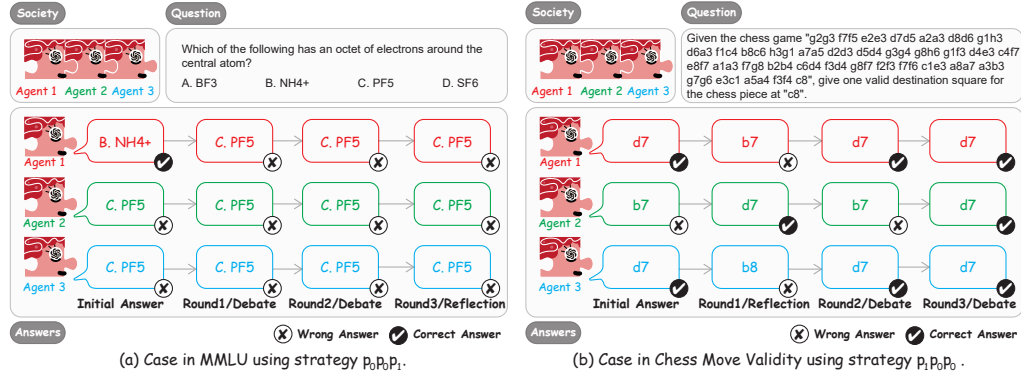 Society
Question
Agent 1 Agent 2 Agent 3
Which of the following has an octet of electrons around the
central atom?
A. BF3 B. NH4+ C. PF5 D. SF6
Agent 1
B. NH4+
C. PF5
C. PF5
C. PF5
Agent 2
C. PF5
C. PF5
C. PF5
C. PF5
Agent 3
C. PF5
C. PF5
C. PF5
C. PF5
Initial Answer Round1/Debate Round2/Debate Round3/Reflection
Answers
Wrong Answer Correct Answer
(a) Case in MMLU using strategy p₀p₀p₁.
Society
Question
Agent 1 Agent 2 Agent 3
Given the chess game "g2g3 f7f5 e2e3 d7d5 a2a3 d8d6 g1h3
d6a3 f1c4 b8c6 h3g1 a7a5 d2d3 d5d4 g3g4 g8h6 g1f3 d4e3 c4f7
e8f7 a1a3 f7g8 b2b4 c6d4 f3d4 g8f7 f2f3 f7f6 c1e3 a8a7 a3b3
g7g6 e3c1 a5a4 f3f4 c8", give one valid destination square for
the chess piece at "c8".
Agent 1
d7
b7
d7
d7
Agent 2
b7
d7
b7
d7
Agent 3
d7
b8
d7
d7
Initial Answer Round1/Reflection Round2/Debate Round3/Debate
Answers
Wrong Answer Correct Answer
(b) Case in Chess Move Validity using strategy p₁p₀p₀ .